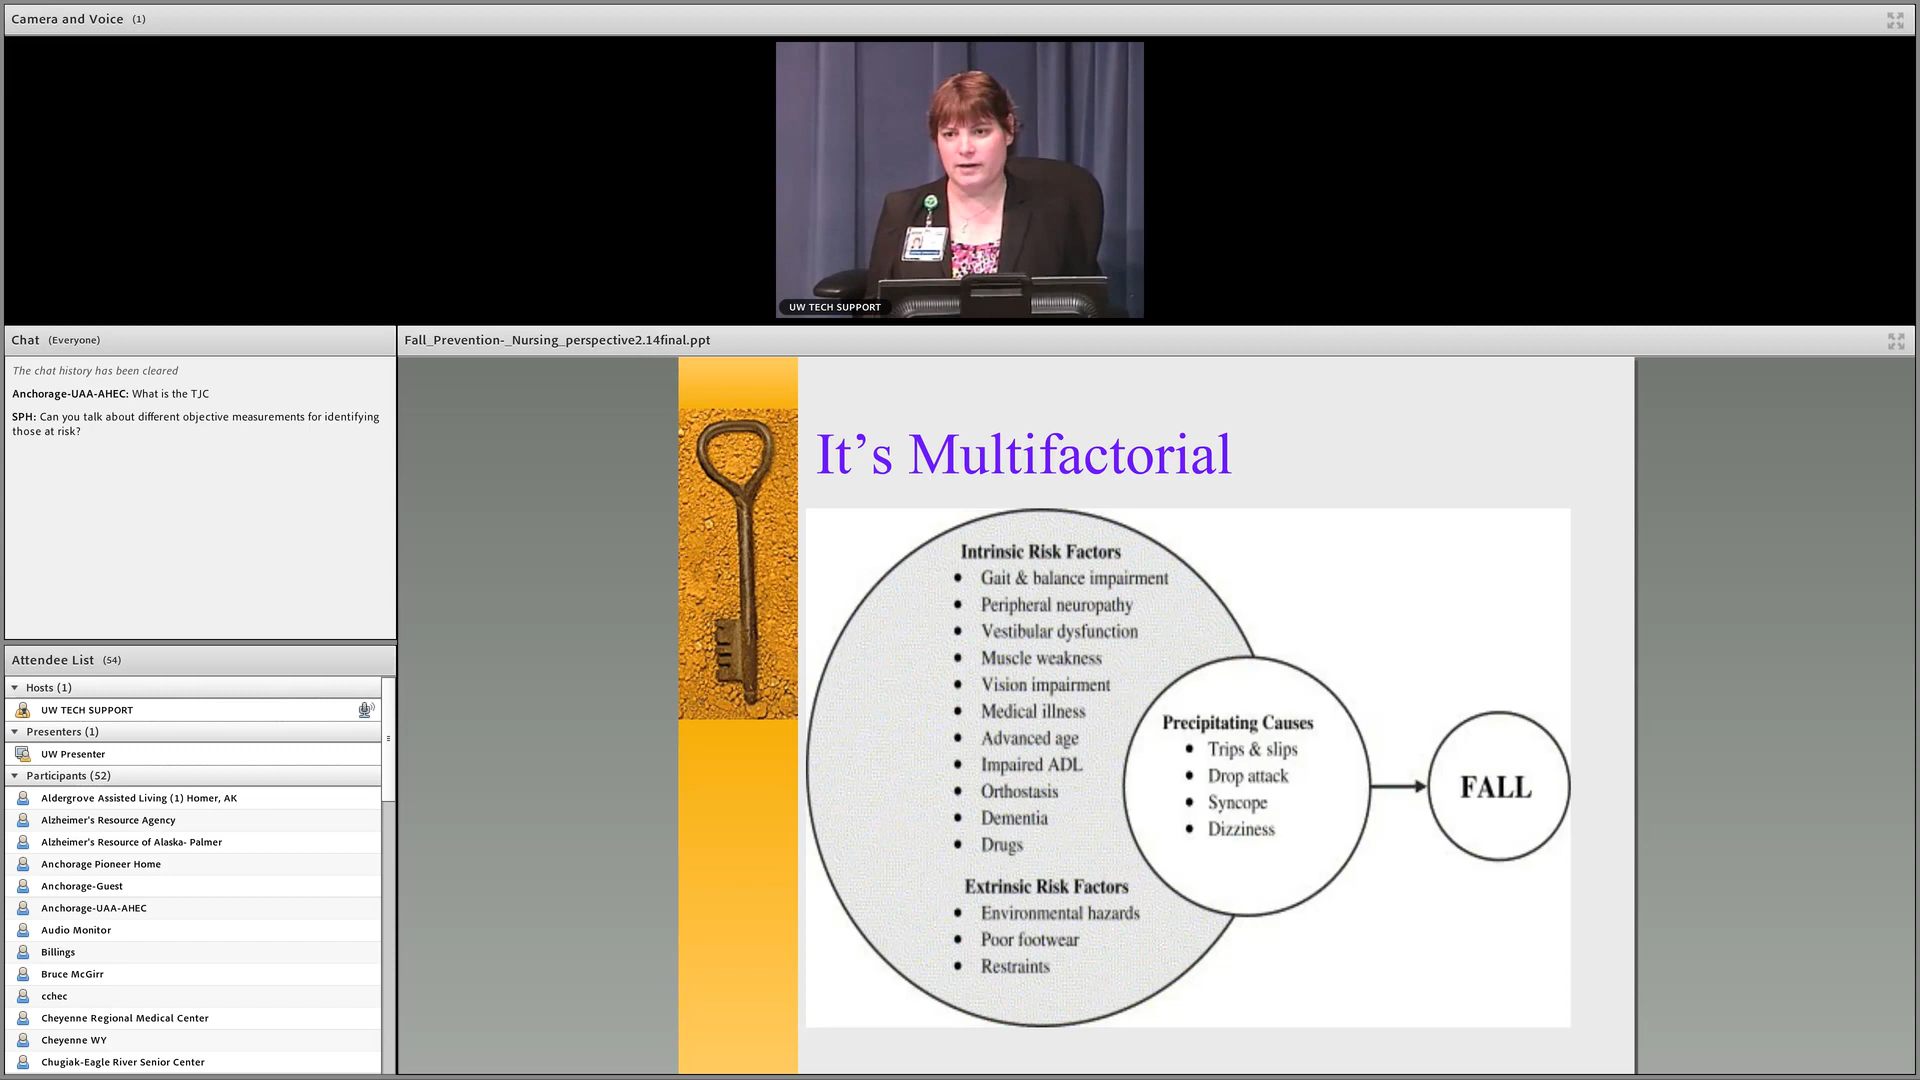 Camera and Voice (1)
UW TECH SUPPORT
Chat (Everyone)
The chat history has been cleared
Anchorage-UAA-AHEC: What is the TJC
SPH: Can you talk about different objective measurements for identifying
those at risk?
Attendee List (54)
Hosts (1)
UW TECH SUPPORT
Presenters (1)
UW Presenter
Participants (52)
Aldergrove Assisted Living (1) Homer, AK
Alzheimer's Resource Agency
Alzheimer's Resource of Alaska- Palmer
Anchorage Pioneer Home
Anchorage-Guest
Anchorage-UAA-AHEC
Audio Monitor
Billings
Bruce McGirr
cchec
Cheyenne Regional Medical Center
Cheyenne WY
Chugiak-Eagle River Senior Center
Fall_Prevention-_Nursing_perspective2.14final.ppt
It’s Multifactorial
Intrinsic Risk Factors
• Gait & balance impairment
• Peripheral neuropathy
• Vestibular dysfunction
• Muscle weakness
• Vision impairment
• Medical illness
• Advanced age
• Impaired ADL
• Orthostasis
• Dementia
• Drugs
Extrinsic Risk Factors
• Environmental hazards
• Poor footwear
• Restraints
Precipitating Causes
• Trips & slips
• Drop attack
• Syncope
• Dizziness
FALL